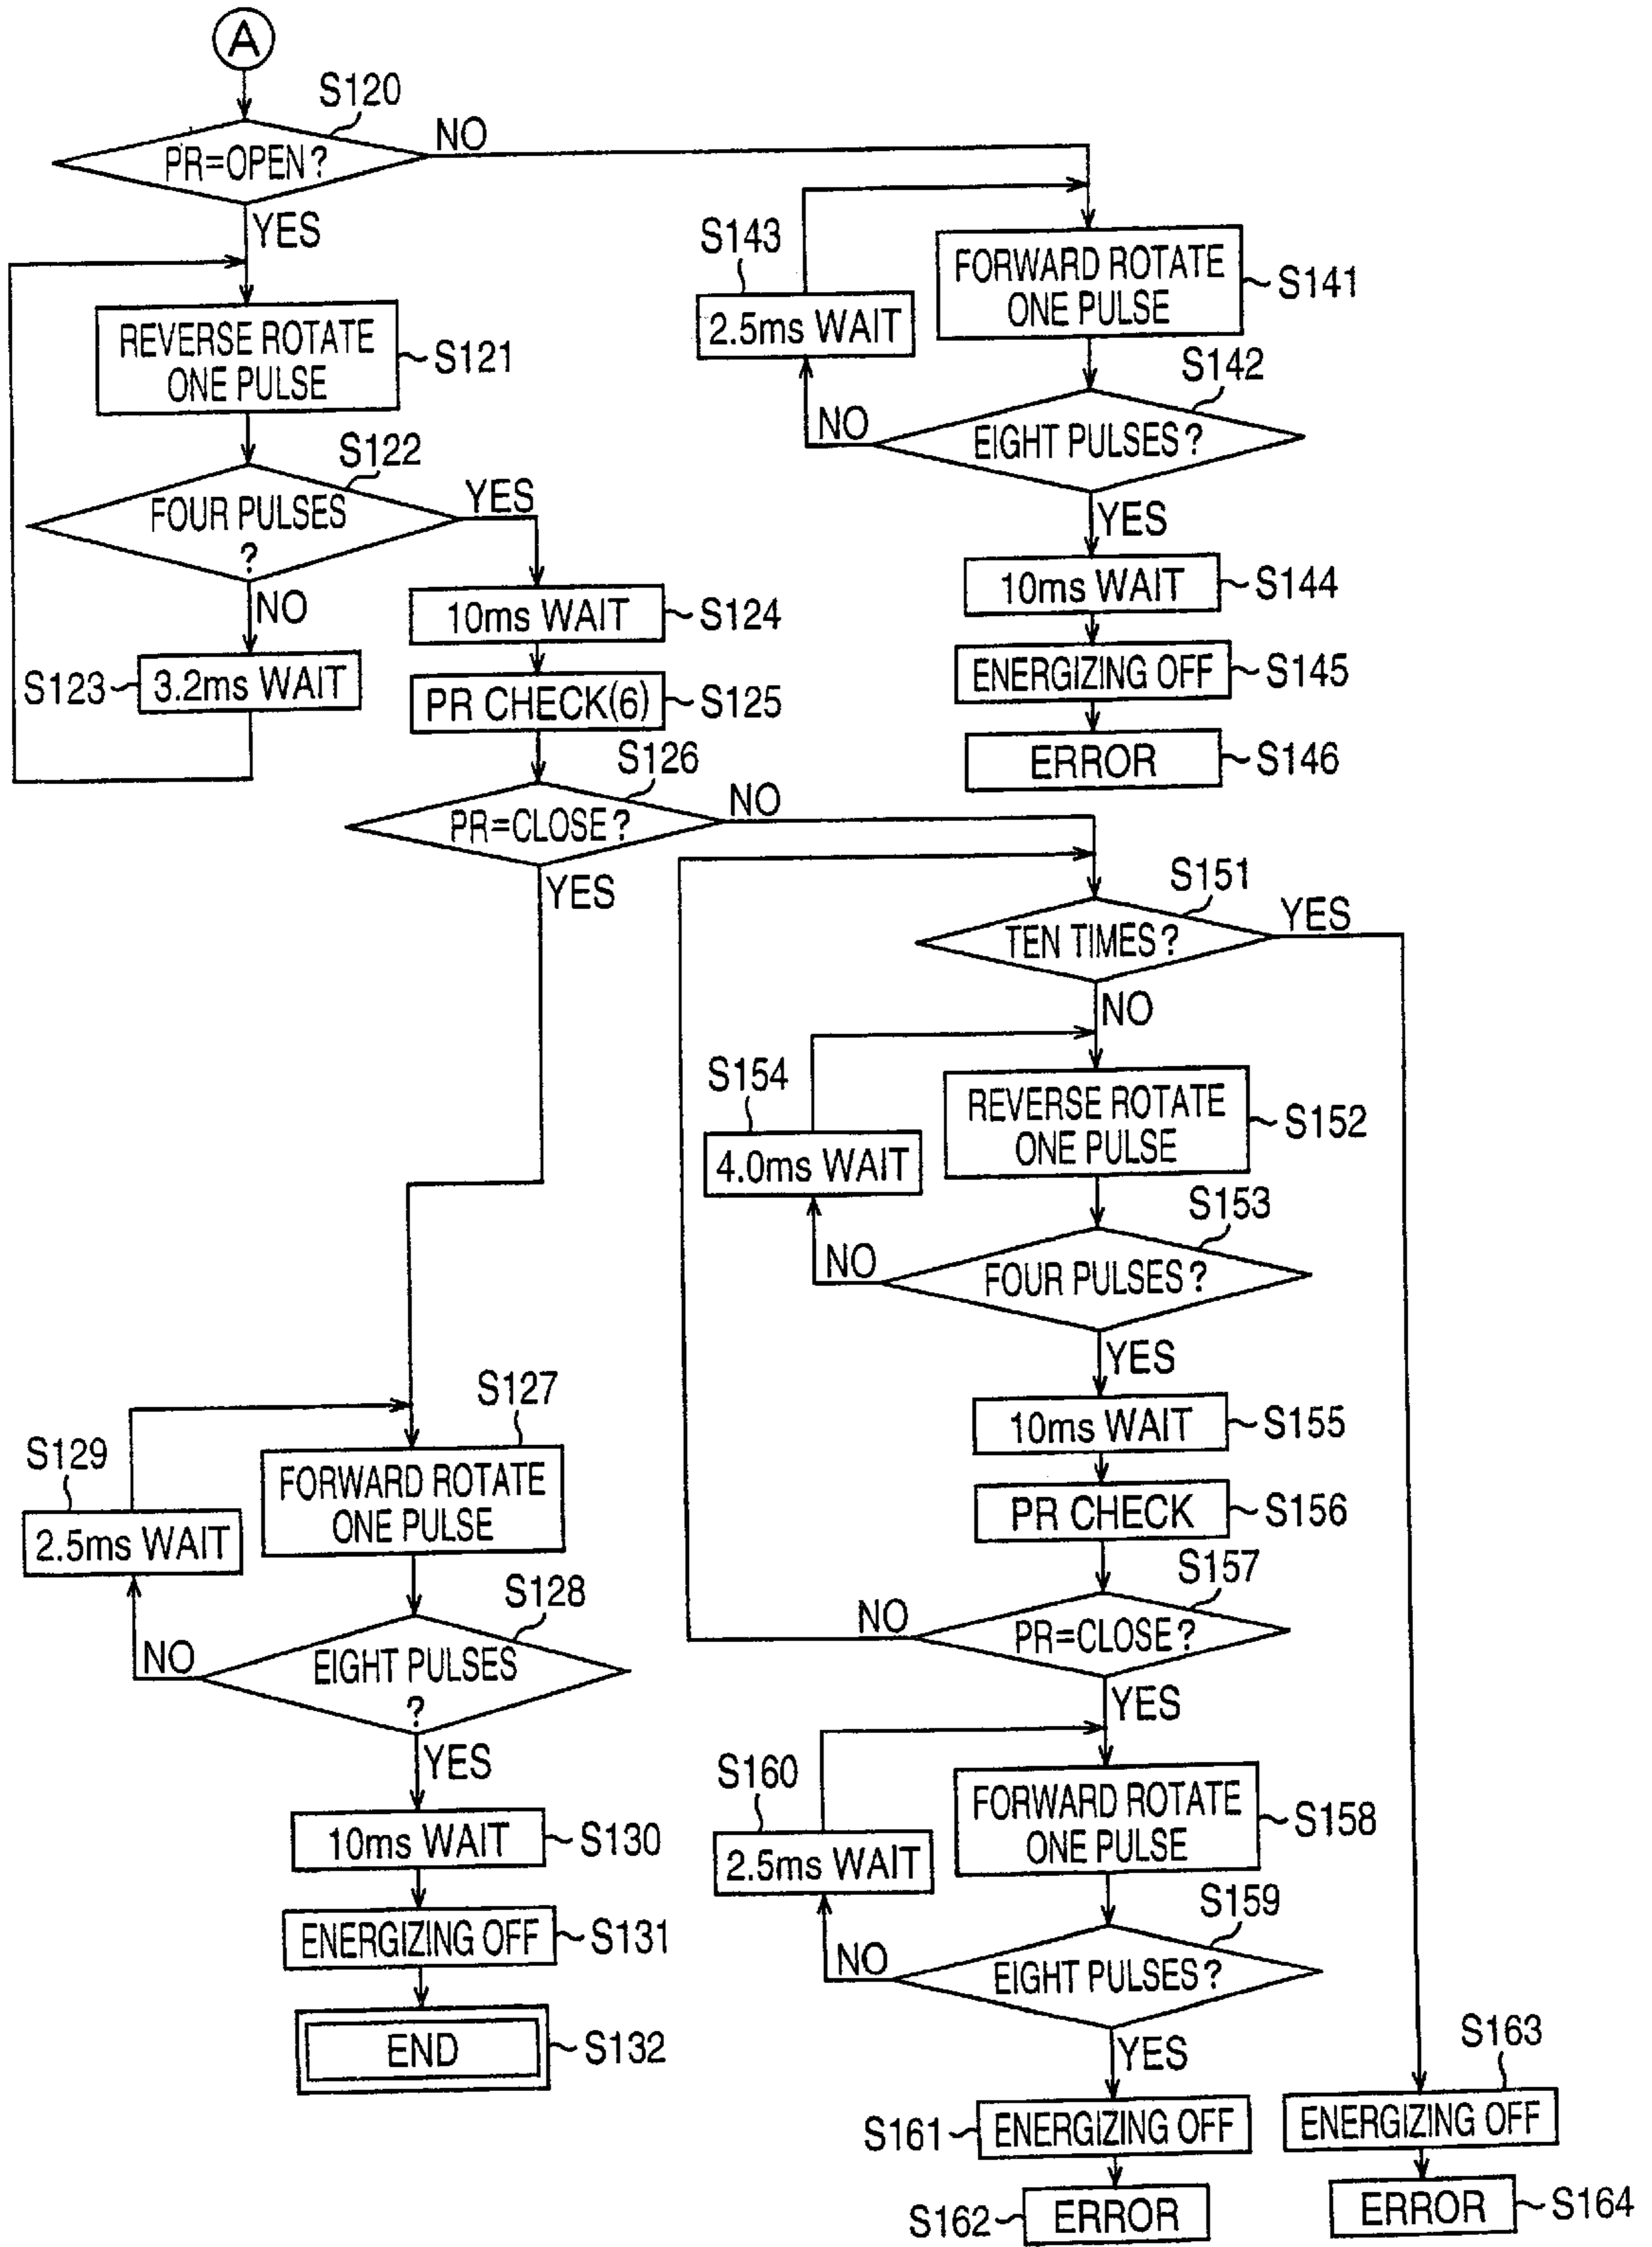 A
S120
PR=OPEN?
NO
YES
REVERSE ROTATE
ONE PULSE
S121
S122
FOUR PULSES
?
YES
NO
S123
3.2ms WAIT
10ms WAIT
S124
PR CHECK(6)
S125
S126
PR=CLOSE?
NO
YES
S143
2.5ms WAIT
FORWARD ROTATE
ONE PULSE
S141
S142
EIGHT PULSES?
NO
YES
10ms WAIT
S144
ENERGIZING OFF
S145
ERROR
S146
S151
TEN TIMES?
YES
NO
S154
4.0ms WAIT
REVERSE ROTATE
ONE PULSE
S152
S153
FOUR PULSES?
NO
YES
10ms WAIT
S155
PR CHECK
S156
S157
PR=CLOSE?
NO
YES
S127
S129
2.5ms WAIT
FORWARD ROTATE
ONE PULSE
S128
EIGHT PULSES
?
NO
YES
10ms WAIT
S130
ENERGIZING OFF
S131
END
S132
S160
2.5ms WAIT
FORWARD ROTATE
ONE PULSE
S158
S159
EIGHT PULSES?
NO
YES
S161
ENERGIZING OFF
S162
ERROR
S163
ENERGIZING OFF
ERROR
S164